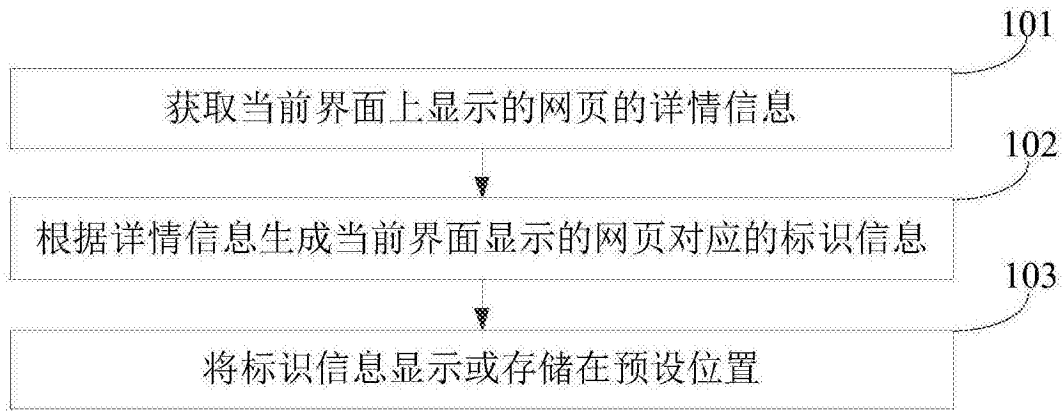 101
获取当前界面上显示的网页的详情信息
102
根据详情信息生成当前界面显示的网页对应的标识信息
103
将标识信息显示或存储在预设位置